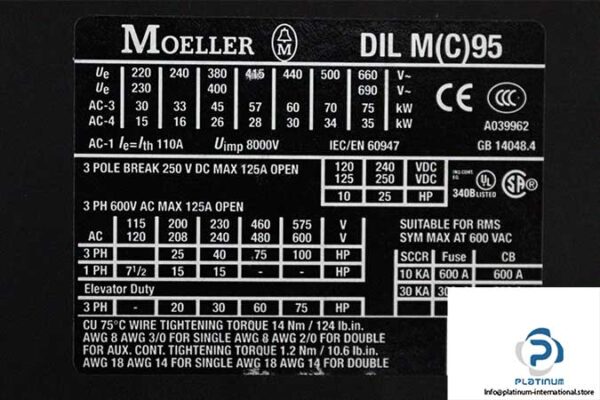 MOELLER M DIL M(C)95
Ue 220 240 380 415 440 500 660 V~
Ue 230 400 690 V~
AC-3 30 33 45 57 60 70 75 kW
AC-4 15 16 26 28 30 34 35 kW
CE CCC
A039962
AC-1 Ie=Ith 110A Uimp 8000V IEC/EN 60947 GB 14048.4
3 POLE BREAK 250 V DC MAX 125A OPEN
120 240 VDC
125 250 VDC
10 25 HP
IND.CONT. EQ.
340B LISTED UL SA
3 PH 600V AC MAX 125A OPEN
115 200 230 460 575 V
AC 120 208 240 480 600 V
3 PH 25 40 75 100 HP
1 PH 7 1/2 15 15 - - HP
Elevator Duty
3 PH - 20 30 60 75 HP
SUITABLE FOR RMS
SYM MAX AT 600 VAC
SCCR Fuse CB
10 KA 600 A 600 A
30 KA
CU 75°C WIRE TIGHTENING TORQUE 14 Nm / 124 lb.in.
AWG 8 AWG 3/0 FOR SINGLE AWG 8 AWG 2/0 FOR DOUBLE
FOR AUX. CONT. TIGHTENING TORQUE 1.2 Nm / 10.6 lb.in.
AWG 18 AWG 14 FOR SINGLE AWG 18 AWG 14 FOR DOUBLE
PLATINUM
Info@platinum-international.store